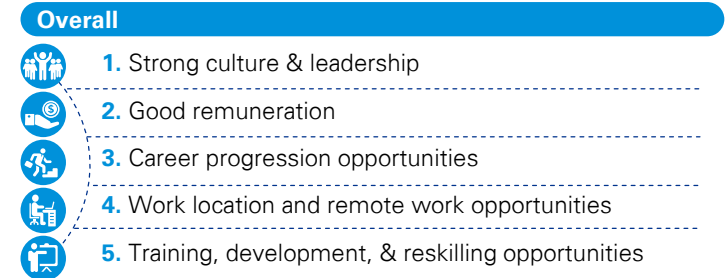 Overall
1. Strong culture & leadership
2. Good remuneration
3. Career progression opportunities
4. Work location and remote work opportunities
5. Training, development, & reskilling opportunities